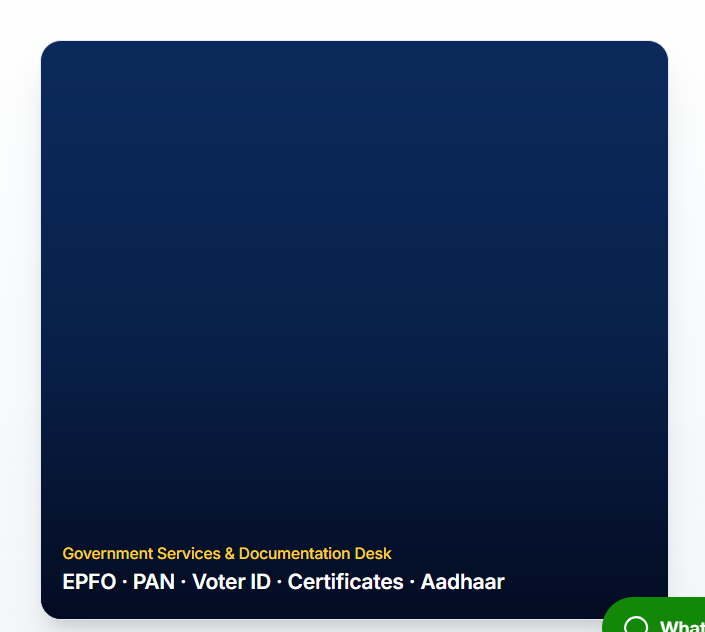 Government Services & Documentation Desk
EPFO · PAN · Voter ID · Certificates · Aadhaar